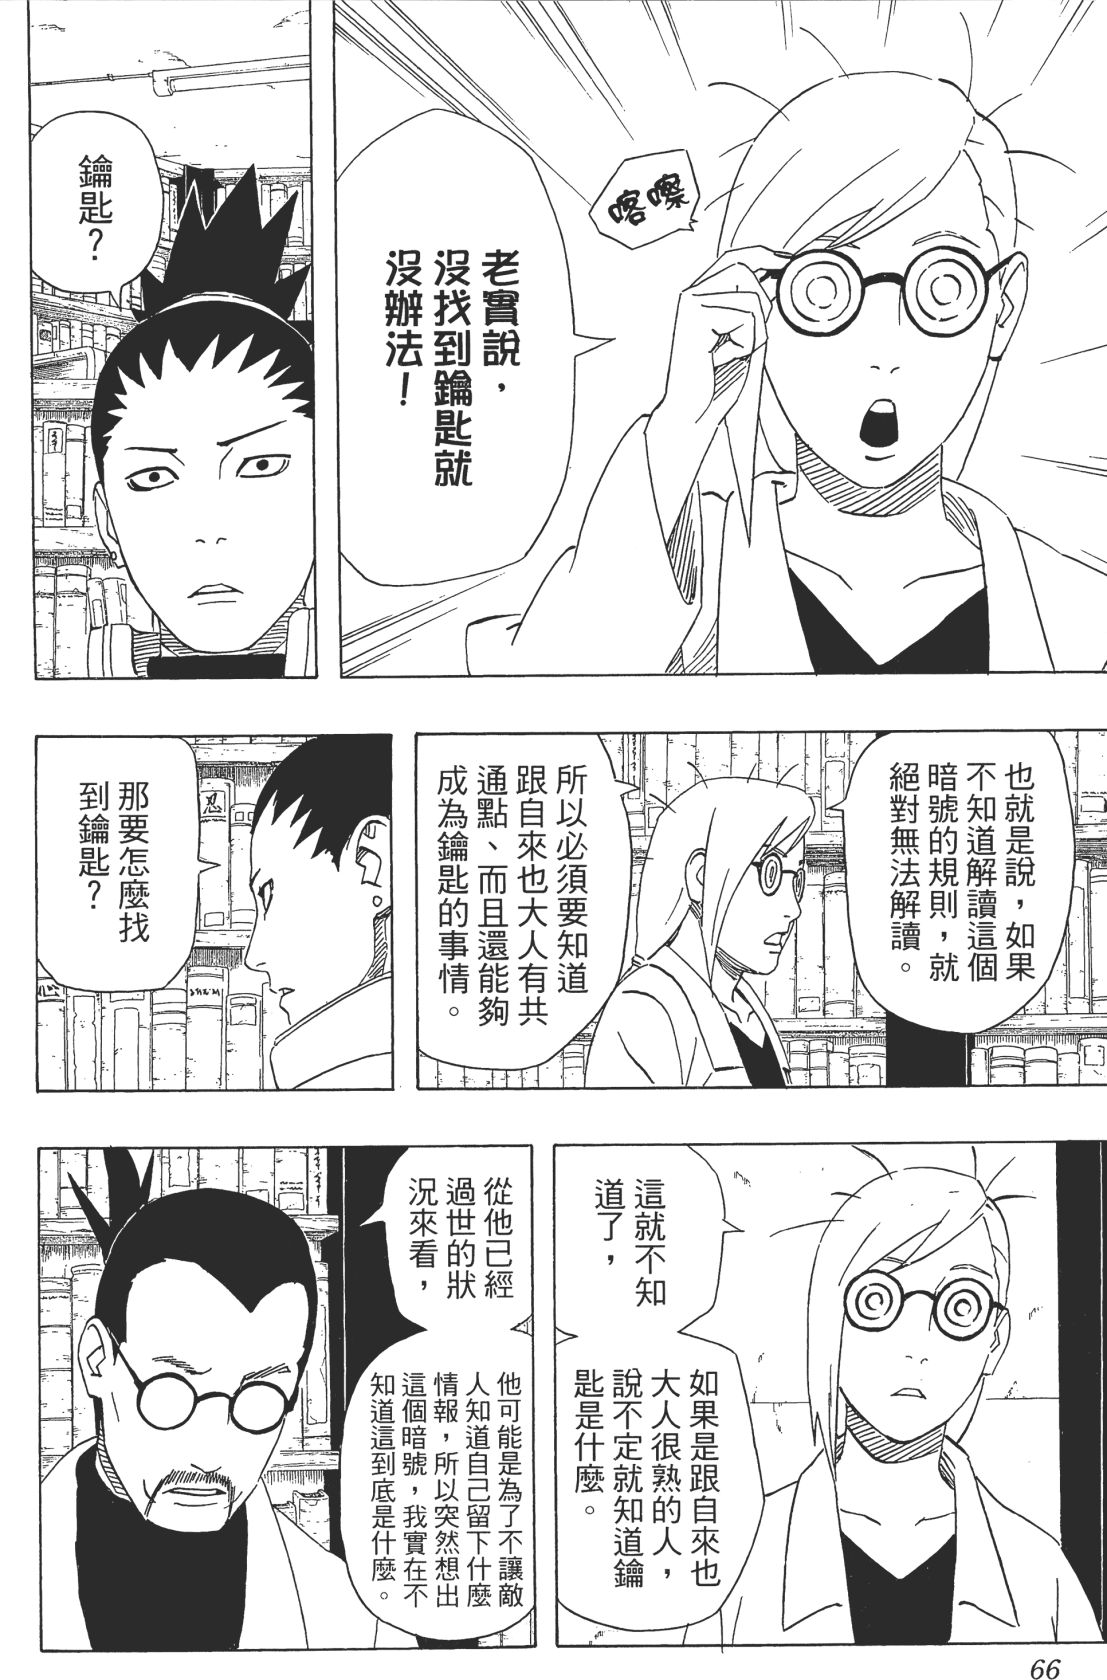 喀嚓
老實說，
沒找到鑰匙就
沒辦法！
鑰匙？
也就是說，如果
不知道解讀這個
暗號的規則，就
絕對無法解讀。
所以必須要知道
跟自來也大人有共
通點、而且還能夠
成為鑰匙的事情。
忍
那要怎麼找
到鑰匙？
這就不知
道了，
如果是跟自來也
大人很熟的人，
說不定就知道鑰
匙是什麼。
從他已經
過世的狀
況來看，
他可能是為了不讓敵
人知道自己留下什麼
情報，所以突然想出
這個暗號，我實在不
知道這到底是什麼。
66